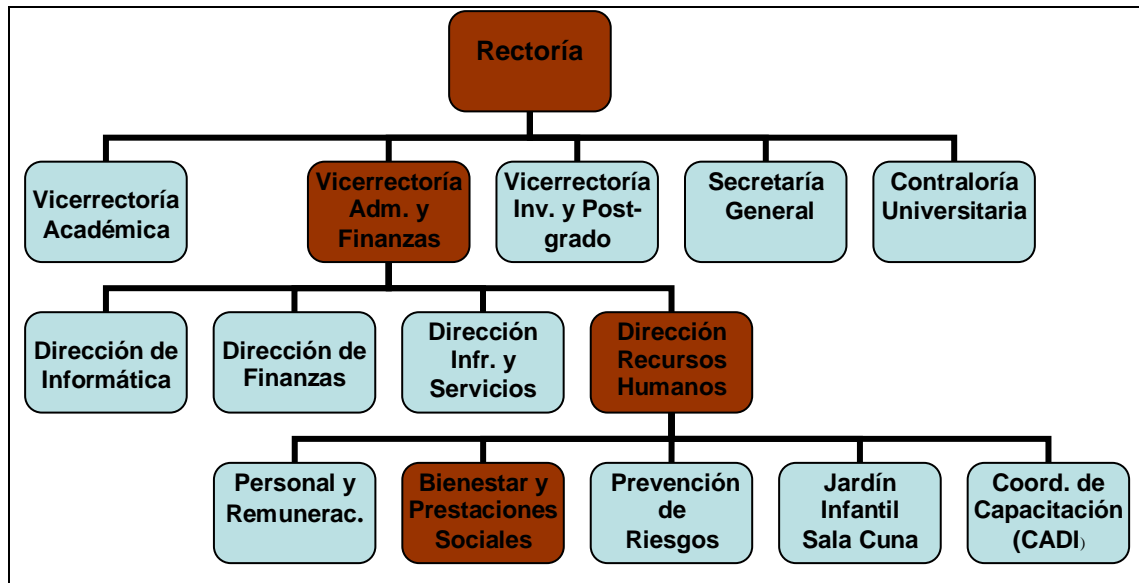 Rectoría
Vicerrectoría
Académica
Vicerrectoría
Adm. y
Finanzas
Vicerrectoría
Inv. y Post-
grado
Secretaría
General
Contraloría
Universitaria
Dirección de
Informática
Dirección de
Finanzas
Dirección
Infr. y
Servicios
Dirección
Recursos
Humanos
Personal y
Remunerac.
Bienestar y
Prestaciones
Sociales
Prevención
de
Riesgos
Jardín
Infantil
Sala Cuna
Coord. de
Capacitación
(CADI)